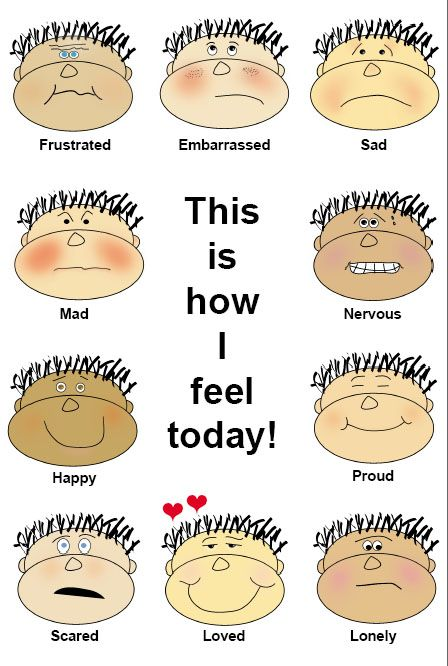 Frustrated
Embarrassed
Sad
This
is
how
I
feel
today!
Mad
Nervous
Happy
Proud
Scared
Loved
Lonely